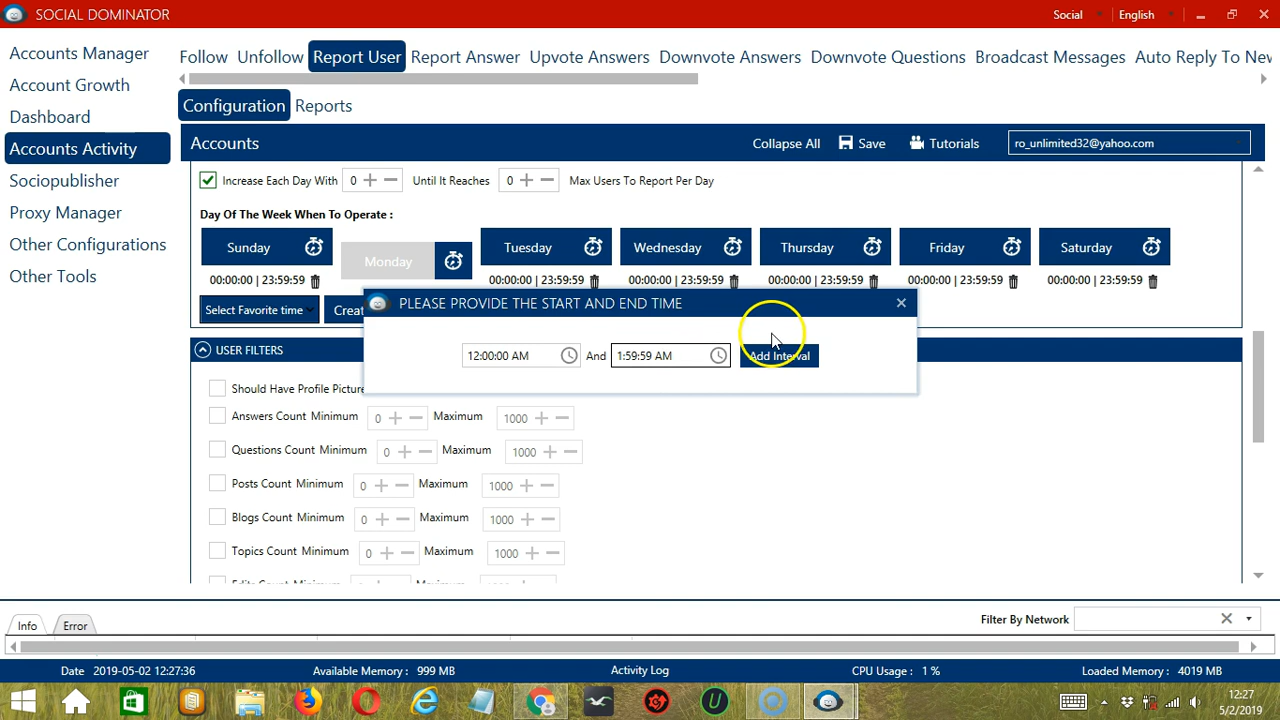 SOCIAL DOMINATOR
Social
English
Accounts Manager
Account Growth
Dashboard
Accounts Activity
Sociopublisher
Proxy Manager
Other Configurations
Other Tools
Follow Unfollow Report User Report Answer Upvote Answers Downvote Answers Downvote Questions Broadcast Messages Auto Reply To Nev
Configuration Reports
Accounts Collapse All Save Tutorials ro_unlimited32@yahoo.com
Increase Each Day With 0 Until It Reaches 0 Max Users To Report Per Day
Day Of The Week When To Operate :
Sunday Monday Tuesday Wednesday Thursday Friday Saturday
00:00:00 | 23:59:59 00:00:00 | 23:59:59 00:00:00 | 23:59:59 00:00:00 | 23:59:59 00:00:00 | 23:59:59 00:00:00 | 23:59:59
Select Favorite time Creat
PLEASE PROVIDE THE START AND END TIME
12:00:00 AM And 1:59:59 AM Add Interval
USER FILTERS
Should Have Profile Picture
Answers Count Minimum 0 Maximum 1000
Questions Count Minimum 0 Maximum 1000
Posts Count Minimum 0 Maximum 1000
Blogs Count Minimum 0 Maximum 1000
Topics Count Minimum 0 Maximum 1000
Edits Count Minimum Maximum
Info Error Filter By Network
Date 2019-05-02 12:27:36 Available Memory : 999 MB Activity Log CPU Usage : 1 % Loaded Memory : 4019 MB
12:27
5/2/2019